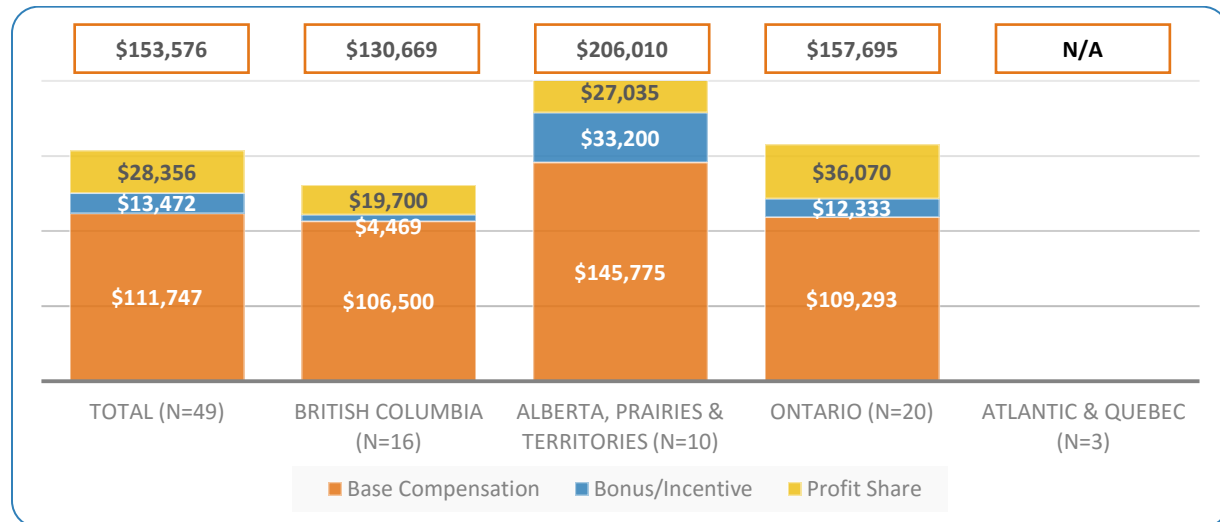 $153,576 $130,669 $206,010 $157,695 N/A
$27,035
$33,200
$28,356 $36,070
$13,472 $19,700 $12,333
$4,469
$145,775
$111,747 $106,500 $109,293
TOTAL (N=49) BRITISH COLUMBIA ALBERTA, PRAIRIES & ONTARIO (N=20) ATLANTIC & QUEBEC
(N=16) TERRITORIES (N=10) (N=3)
Base Compensation Bonus/Incentive Profit Share